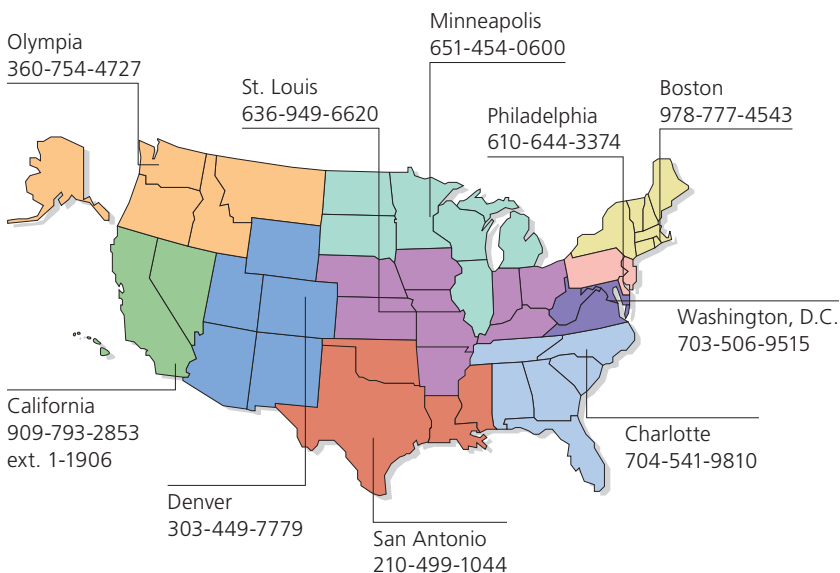 Olympia
360-754-4727
St. Louis
636-949-6620
Minneapolis
651-454-0600
Philadelphia
610-644-3374
Boston
978-777-4543
Washington, D.C.
703-506-9515
California
909-793-2853
ext. 1-1906
Charlotte
704-541-9810
Denver
303-449-7779
San Antonio
210-499-1044